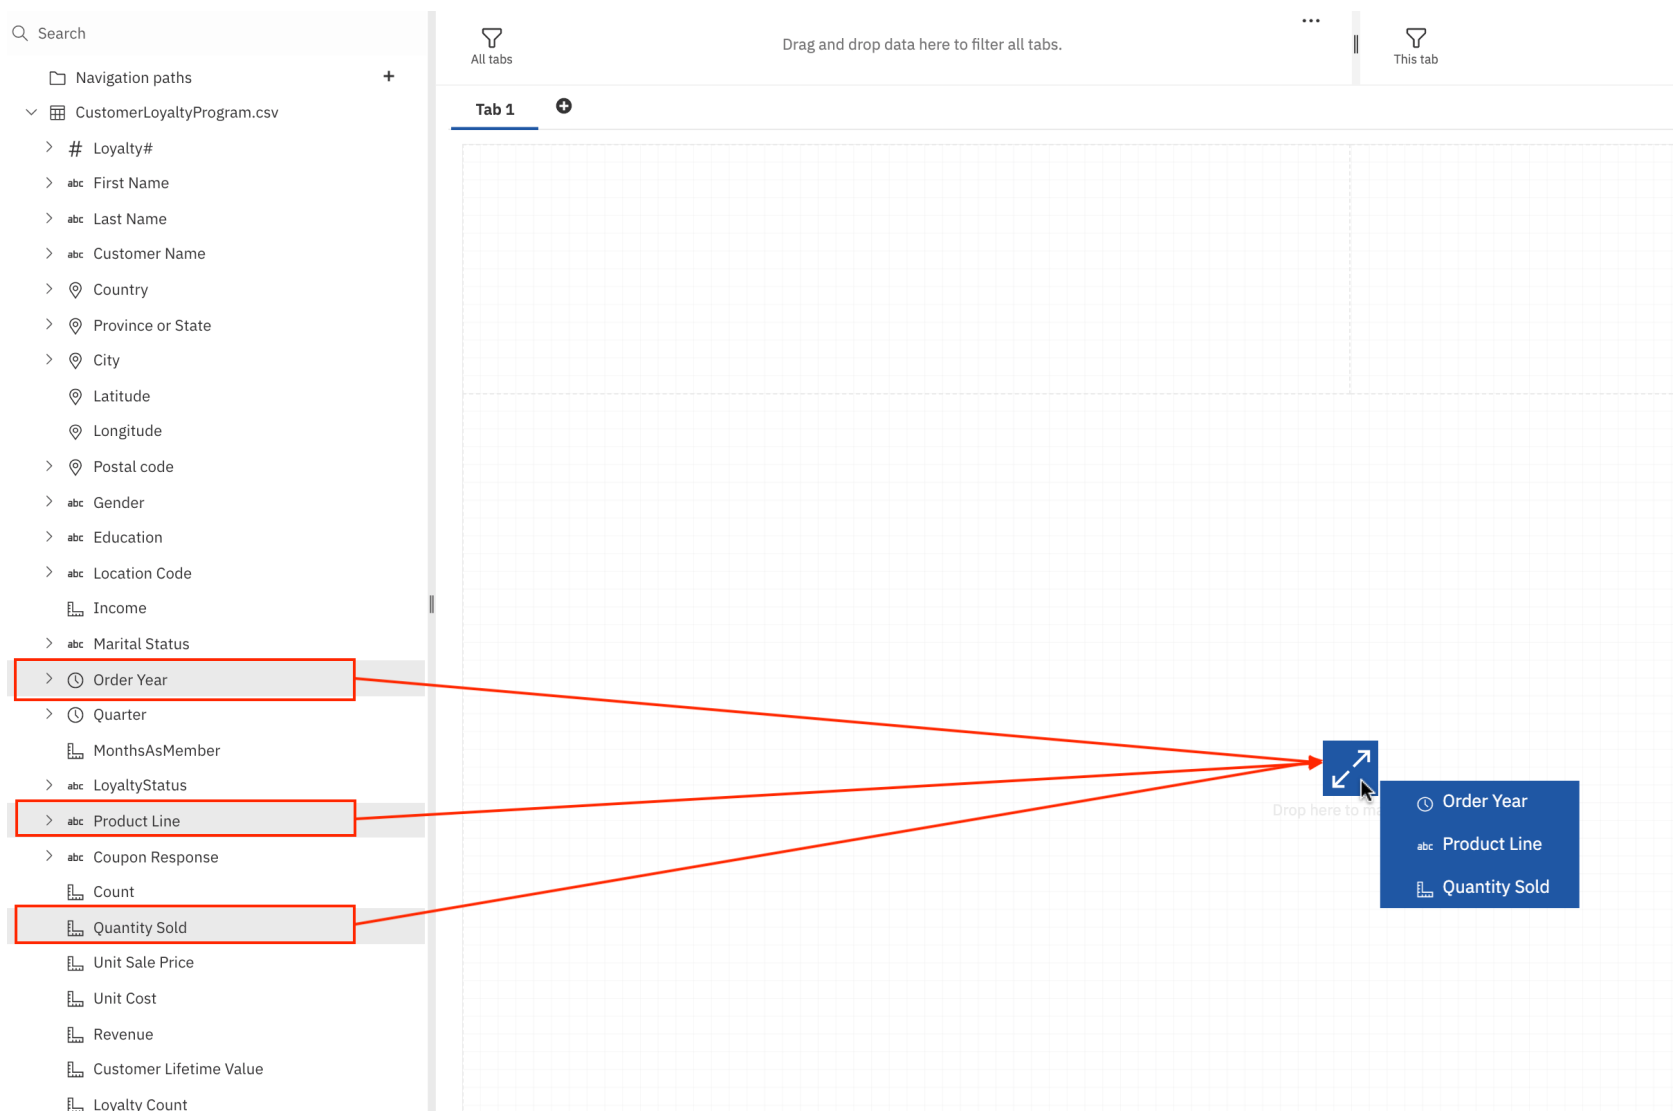 Search
Navigation paths
CustomerLoyaltyProgram.csv
# Loyalty#
abc First Name
abc Last Name
abc Customer Name
Country
Province or State
City
Latitude
Longitude
Postal code
abc Gender
abc Education
abc Location Code
Income
abc Marital Status
Order Year
Quarter
MonthsAsMember
abc LoyaltyStatus
abc Product Line
abc Coupon Response
Count
Quantity Sold
Unit Sale Price
Unit Cost
Revenue
Customer Lifetime Value
Loyalty Count
All tabs
Drag and drop data here to filter all tabs.
This tab
Tab 1
Drop here to
Order Year
abc Product Line
Quantity Sold